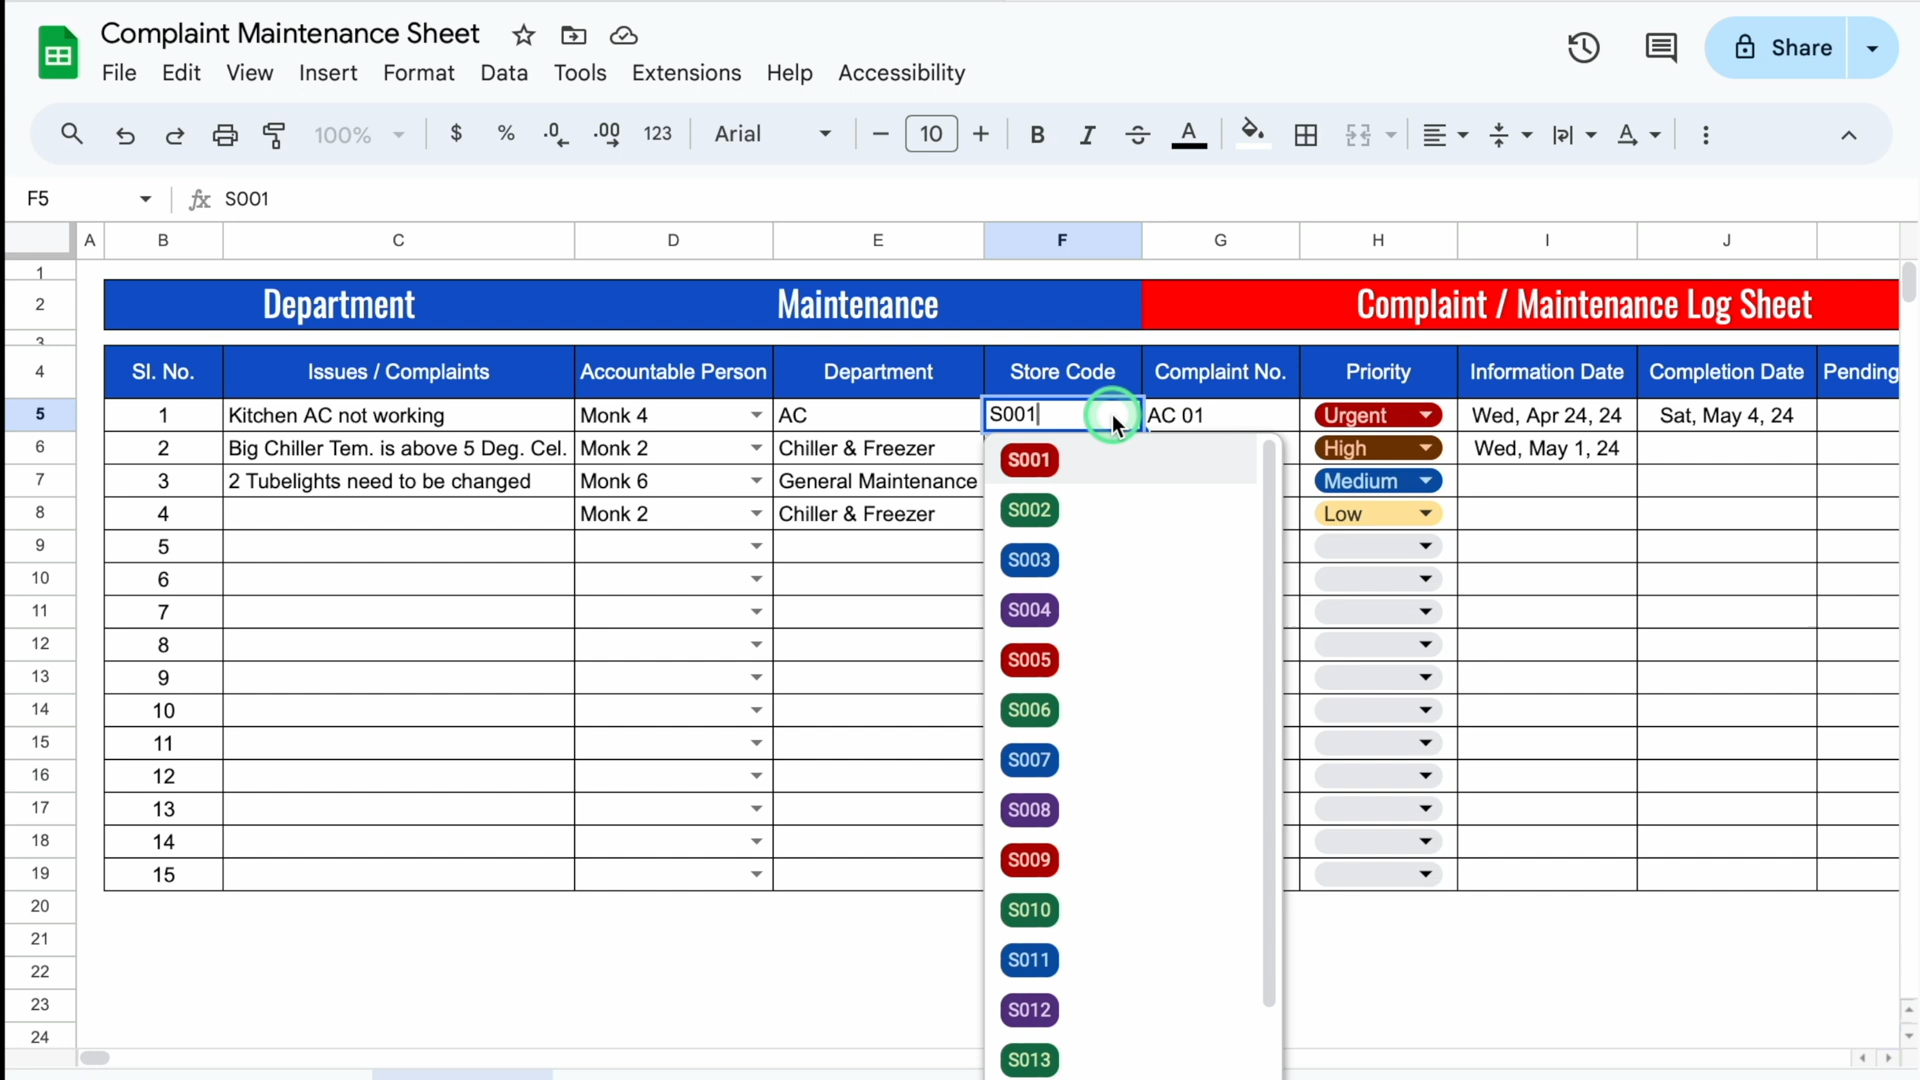 Complaint Maintenance Sheet
File Edit View Insert Format Data Tools Extensions Help Accessibility
Share
100% $ % .0 .00 123 Arial 10 B I A A
F5 fx S001
A B C D E F G H I J
1
2 Department Maintenance Complaint / Maintenance Log Sheet
3
4 Sl. No. Issues / Complaints Accountable Person Department Store Code Complaint No. Priority Information Date Completion Date Pending
5 1 Kitchen AC not working Monk 4 AC S001 AC 01 Urgent Wed, Apr 24, 24 Sat, May 4, 24
6 2 Big Chiller Tem. is above 5 Deg. Cel. Monk 2 Chiller & Freezer High Wed, May 1, 24
7 3 2 Tubelights need to be changed Monk 6 General Maintenance Medium
8 4 Monk 2 Chiller & Freezer Low
9 5
10 6
11 7
12 8
13 9
14 10
15 11
16 12
17 13
18 14
19 15
20
21
22
23
24
S001
S002
S003
S004
S005
S006
S007
S008
S009
S010
S011
S012
S013